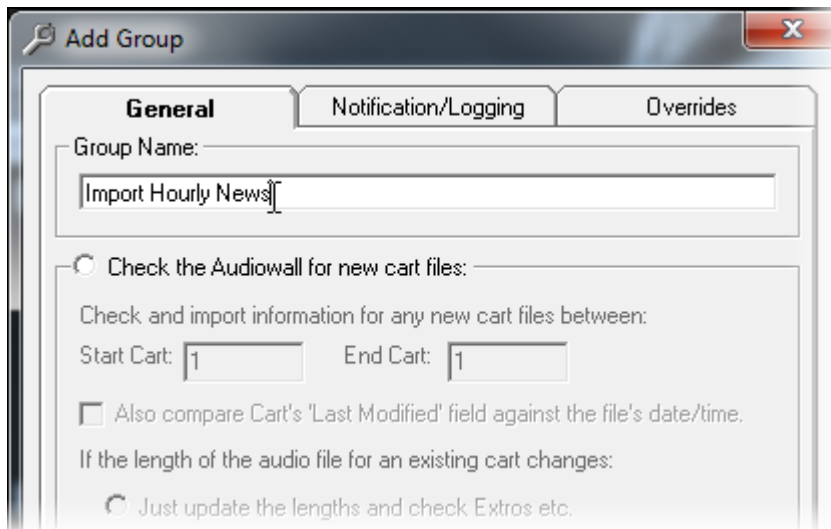 Add Group
General Notification/Logging Overrides
Group Name:
Import Hourly News
Check the Audiowall for new cart files:
Check and import information for any new cart files between:
Start Cart: 1 End Cart: 1
Also compare Cart's 'Last Modified' field against the file's date/time.
If the length of the audio file for an existing cart changes:
Just update the lengths and check Extros etc.